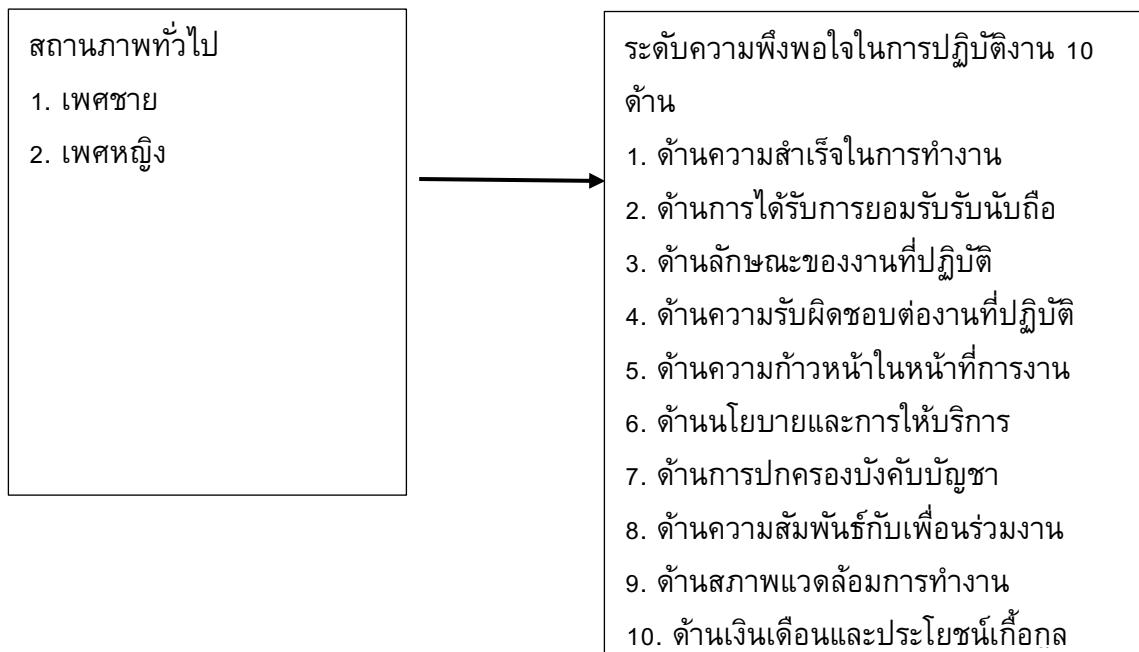 สถานภาพทั่วไป
1. เพศชาย
2. เพศหญิง
ระดับความพึงพอใจในการปฏิบัติงาน 10
ด้าน
1. ด้านความสำเร็จในการทำงาน
2. ด้านการได้รับการยอมรับรับนับถือ
3. ด้านลักษณะของงานที่ปฏิบัติ
4. ด้านความรับผิดชอบต่องานที่ปฏิบัติ
5. ด้านความก้าวหน้าในหน้าที่การงาน
6. ด้านนโยบายและการให้บริการ
7. ด้านการปกครองบังคับบัญชา
8. ด้านความสัมพันธ์กับเพื่อนร่วมงาน
9. ด้านสภาพแวดล้อมการทำงาน
10. ด้านเงินเดือนและประโยชน์เกื้อกูล